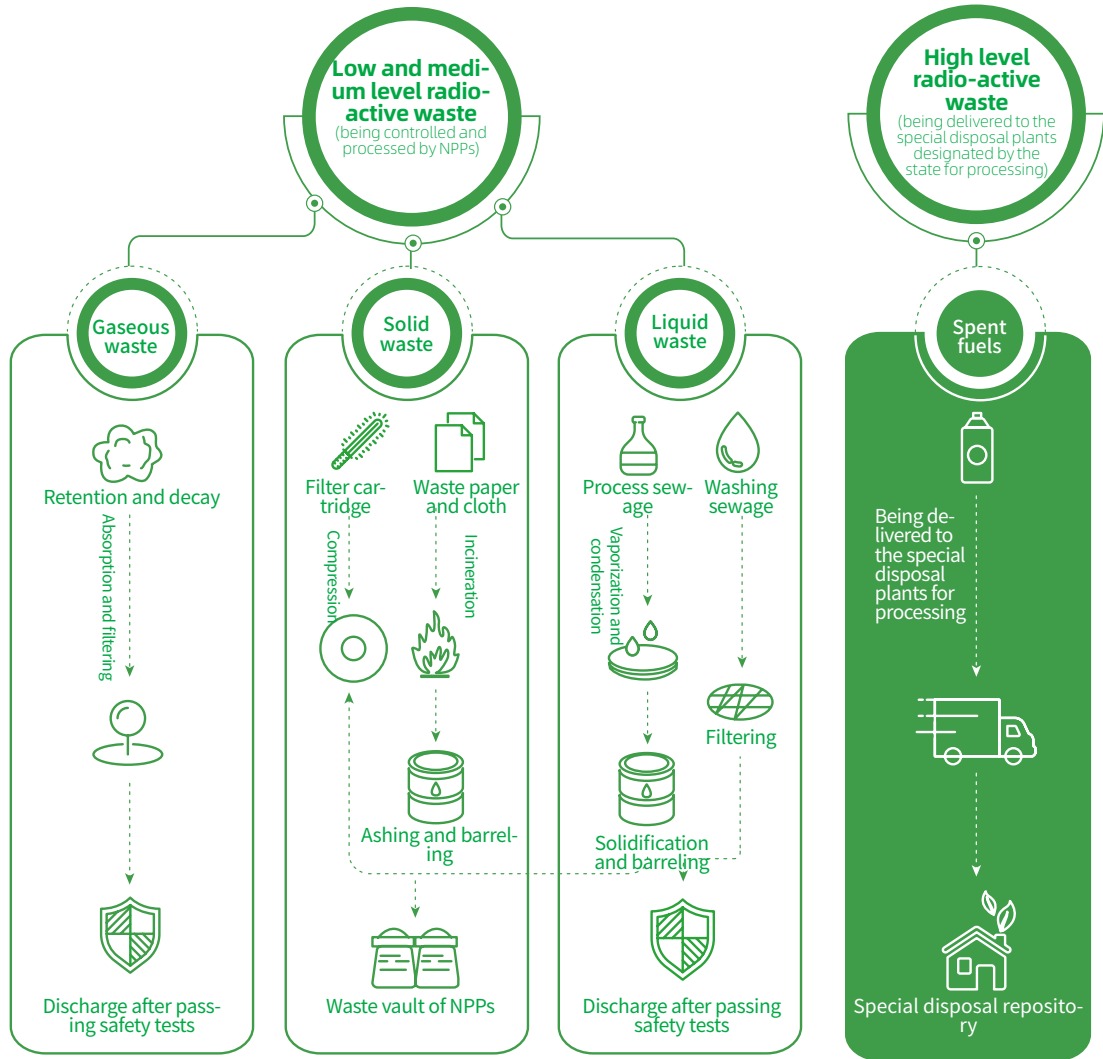 Low and medi-
um level radio-
active waste
(being controlled and
processed by NPPs)
High level
radio-active
waste
(being delivered to the
special disposal plants
designated by the
state for processing)
Gaseous
waste
Retention and decay
Absorption and filtering
Discharge after pass-
ing safety tests
Solid
waste
Filter car-
tridge
Waste paper
and cloth
Compression
Incineration
Ashing and barrel-
ing
Waste vault of NPPs
Liquid
waste
Process sew-
age
Washing
sewage
Vaporization and
condensation
Filtering
Solidification
and barreling
Discharge after passing
safety tests
Spent
fuels
Being de-
livered to
the special
disposal
plants for
processing
Special disposal reposito-
ry